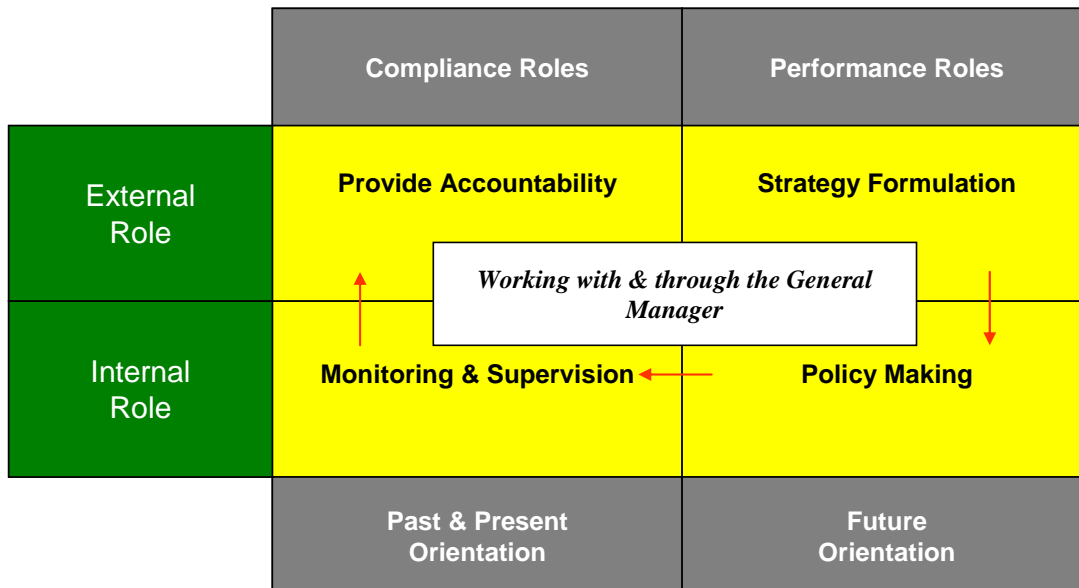 Compliance Roles
Performance Roles
External
Role
Provide Accountability
Strategy Formulation
Working with & through the General
Manager
Internal
Role
Monitoring & Supervision
Policy Making
Past & Present
Orientation
Future
Orientation